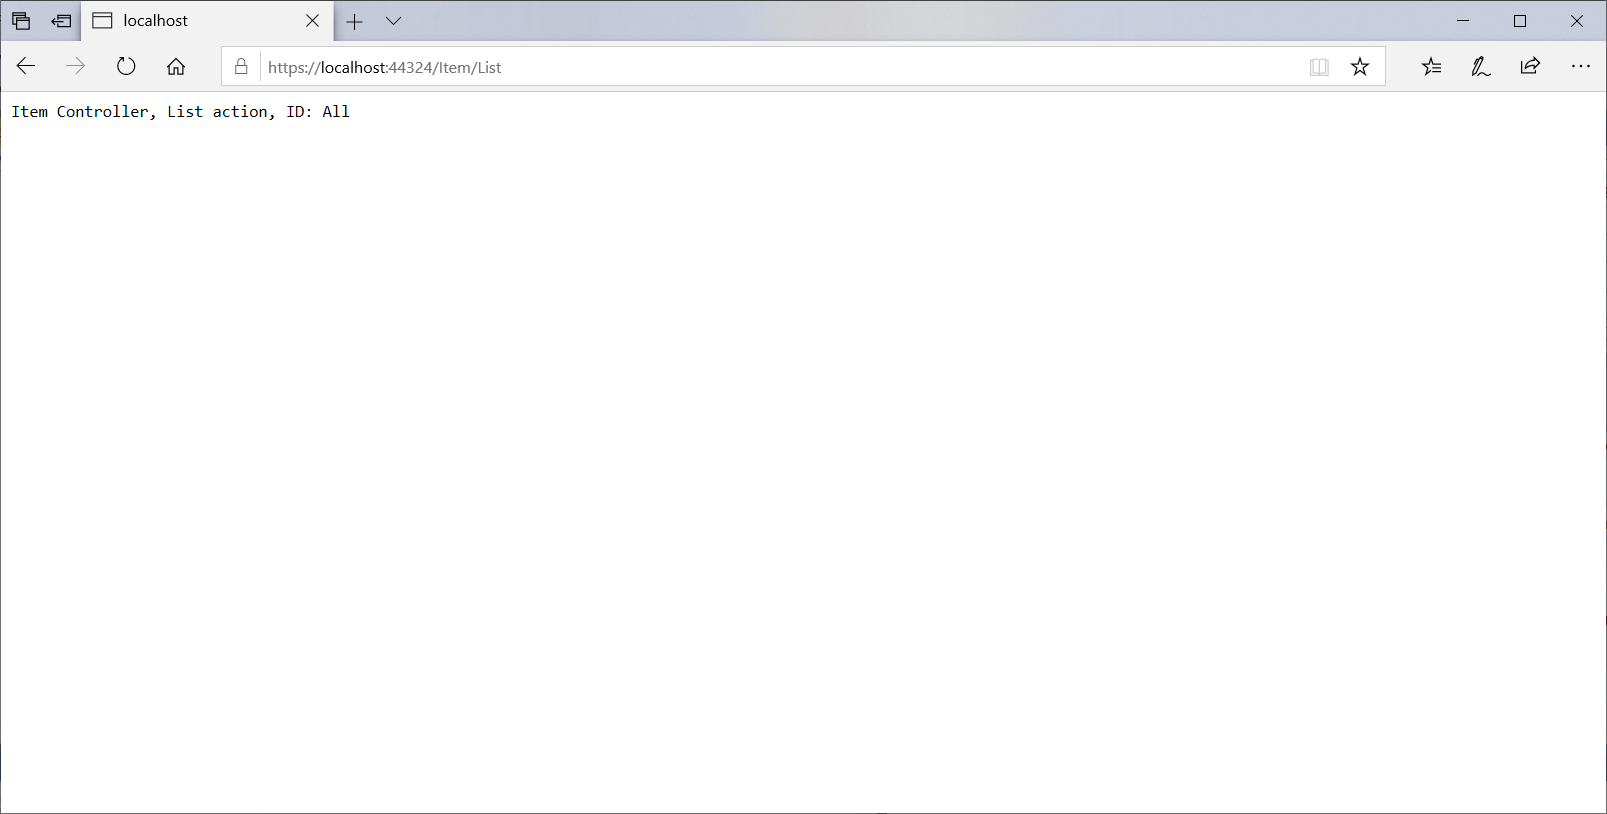 localhost
https://localhost:44324/Item/List
Item Controller, List action, ID: All